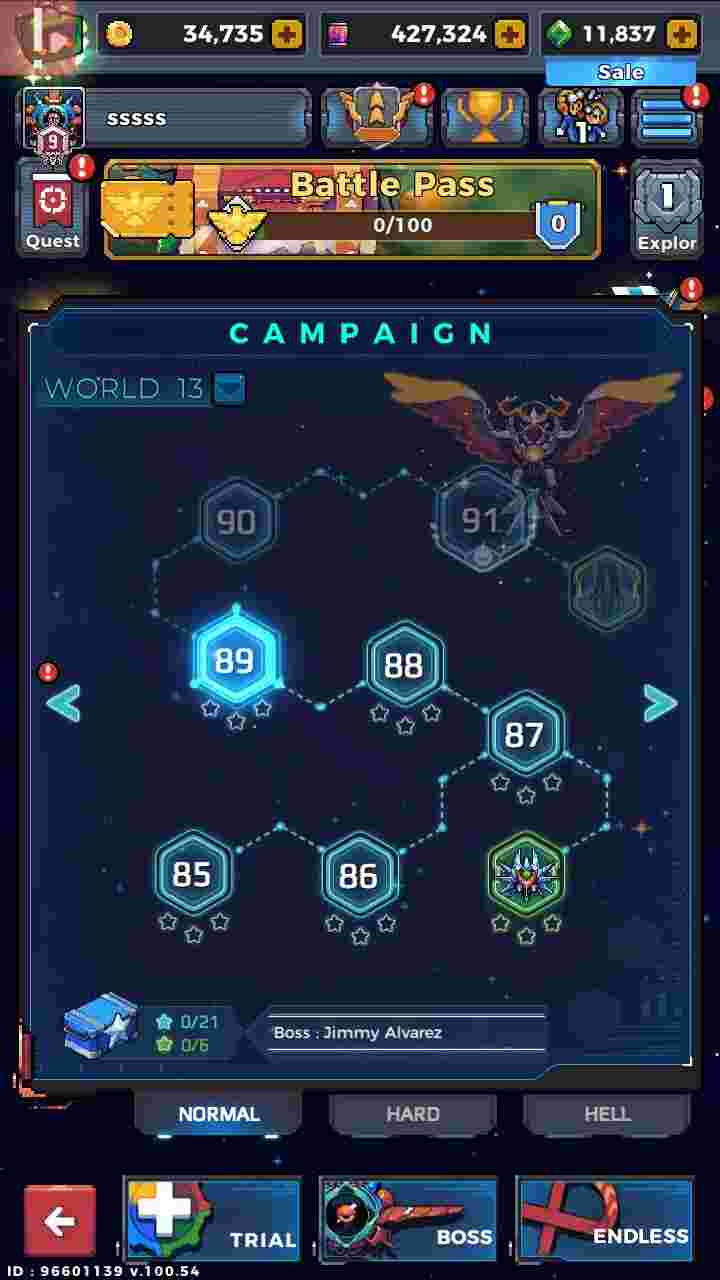 34,735
427,324
11,837
Sale
9
sssss
1
Battle Pass
0/100
0
Quest
1
Explor
CAMPAIGN
WORLD 13
90
91
89
88
87
85
86
0/21
0/6
Boss : Jimmy Alvarez
NORMAL
HARD
HELL
TRIAL
BOSS
ENDLESS
ID : 96601139 v.100.54